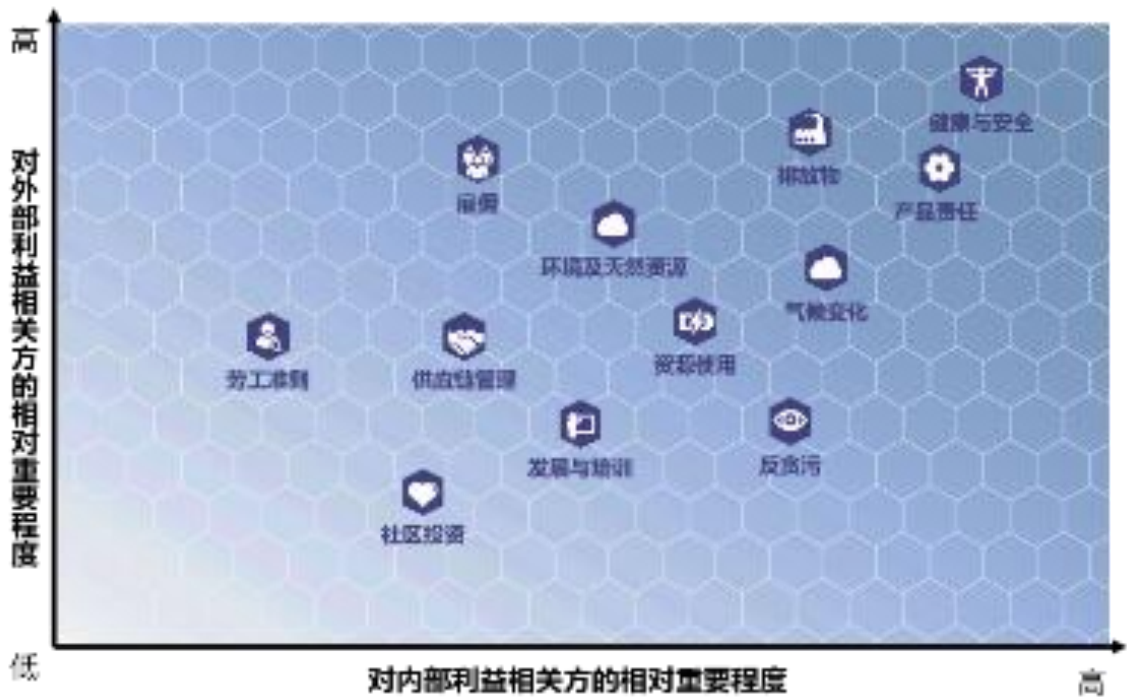 高
健康与安全
排放物
雇佣
产品责任
环境及天然资源
气候变化
资源使用
劳工准则
供应链管理
发展与培训
反贪污
社区投资
对外部利益相关方的相对重要程度
低
对内部利益相关方的相对重要程度
高